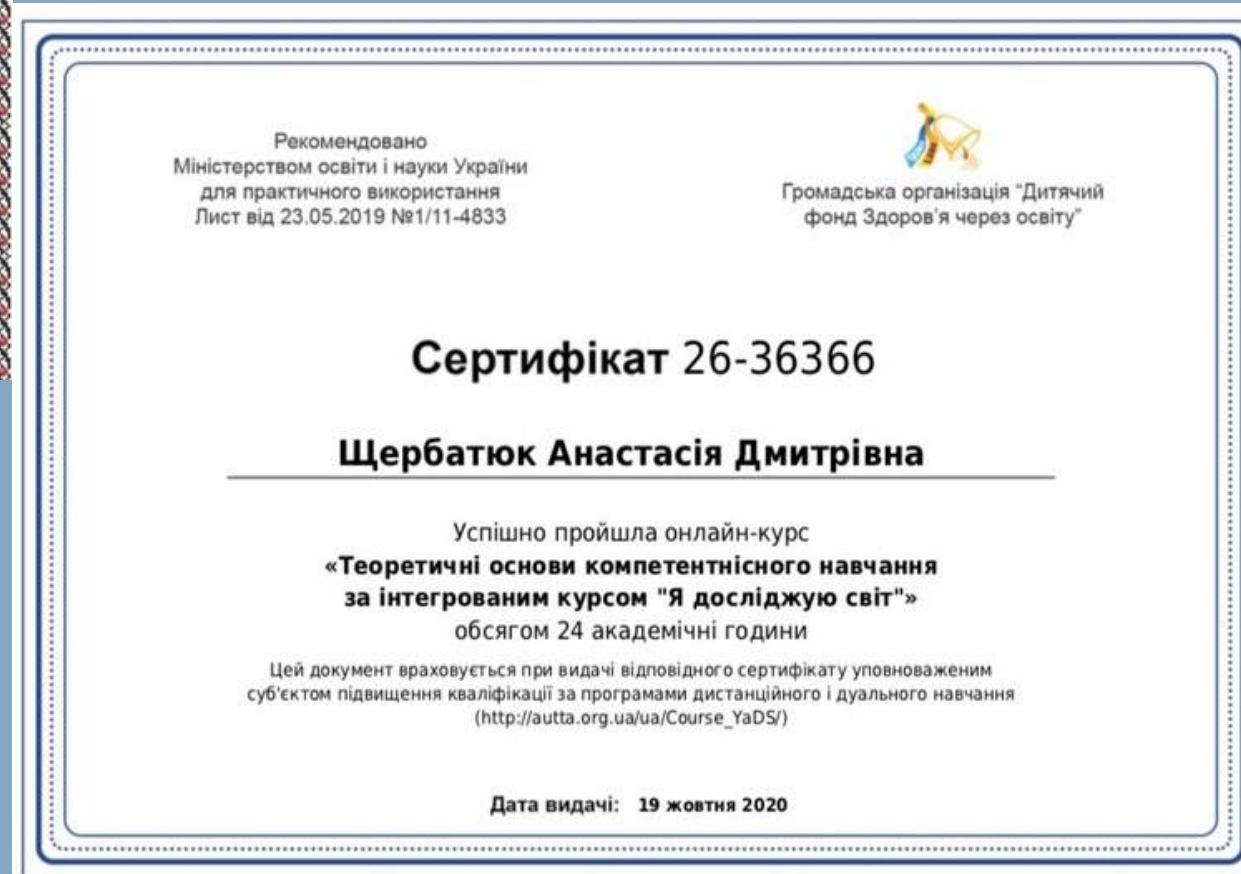 Рекомендовано
Міністерством освіти і науки України
для практичного використання
Лист від 23.05.2019 №1/11-4833
Громадська організація "Дитячий
фонд Здоров'я через освіту"
Сертифікат 26-36366
Щербатюк Анастасія Дмитрівна
Успішно пройшла онлайн-курс
«Теоретичні основи компетентнісного навчання
за інтегрованим курсом "Я досліджую світ"»
обсягом 24 академічні години
Цей документ враховується при видачі відповідного сертифікату уповноваженим
суб'єктом підвищення кваліфікації за програмами дистанційного і дуального навчання
(http://autta.org.ua/ua/Course_YaDS/)
Дата видачі: 19 жовтня 2020